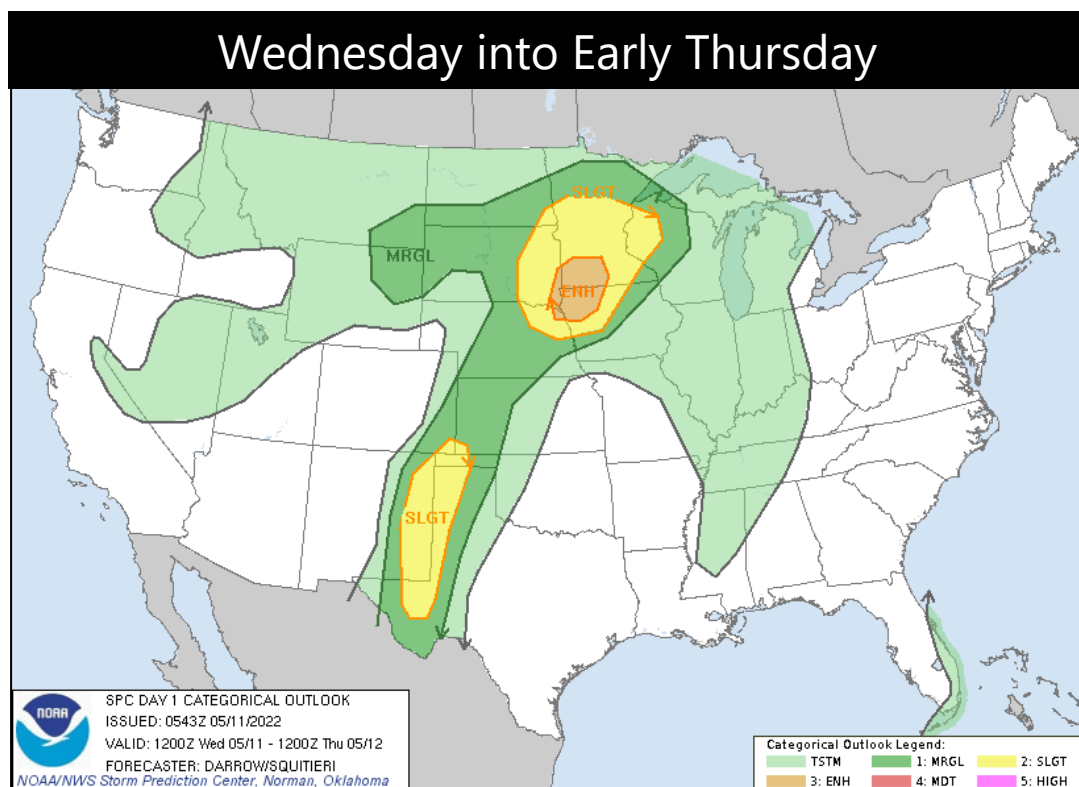 Wednesday into Early Thursday
SLGT
MRGL
ENH
SLGT
NOAA
SPC DAY 1 CATEGORICAL OUTLOOK
ISSUED: 0543Z 05/11/2022
VALID: 1200Z Wed 05/11 - 1200Z Thu 05/12
FORECASTER: DARROW/SQUITIERI
NOAA/NWS Storm Prediction Center, Norman, Oklahoma
Categorical Outlook Legend:
TSTM 1: MRGL 2: SLGT
3: ENH 4: MDT 5: HIGH